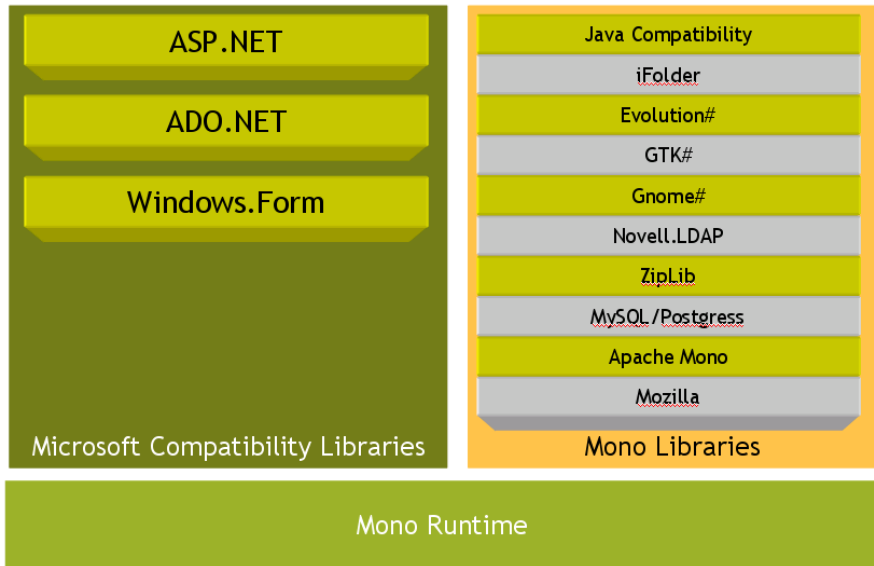 ASP.NET
ADO.NET
Windows.Form
Microsoft Compatibility Libraries
Java Compatibility
iFolder
Evolution#
GTK#
Gnome#
Novell.LDAP
ZipLib
MySQL/Postgress
Apache Mono
Mozilla
Mono Libraries
Mono Runtime